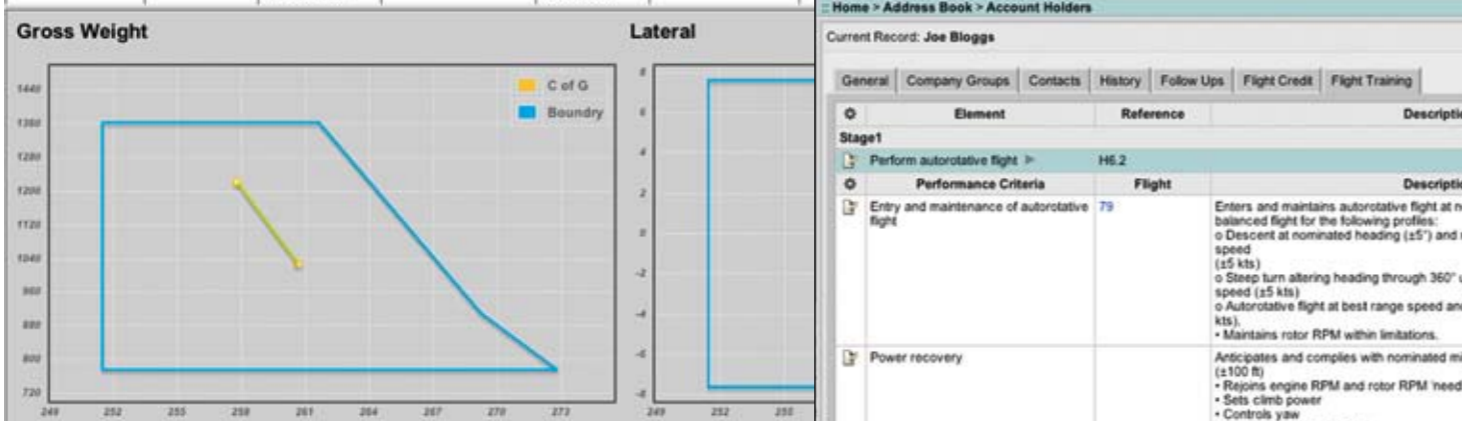 Gross Weight
C of G
Boundry
1440
1360
1280
1200
1120
1040
960
880
800
720
249 252 255 258 261 264 267 270 273
Lateral
8
6
4
2
0
-2
-4
-6
-8
249 252 255
:: Home > Address Book > Account Holders
Current Record: Joe Bloggs
General Company Groups Contacts History Follow Ups Flight Credit Flight Training
Element Reference Descripti
Stage1
Perform autorotative flight H6.2
Performance Criteria Flight Descripti
Entry and maintenance of autorotative
flight
79
Enters and maintains autorotative flight at
balanced flight for the following profiles:
o Descent at nominated heading (±5°) and
speed
(±5 kts)
o Steep turn altering heading through 360°
speed (±5 kts)
o Autorotative flight at best range speed
kts),
• Maintains rotor RPM within limitations.
Power recovery
Anticipates and complies with nominated
(±100 ft)
• Rejoins engine RPM and rotor RPM 'need
• Sets climb power
• Controls yaw